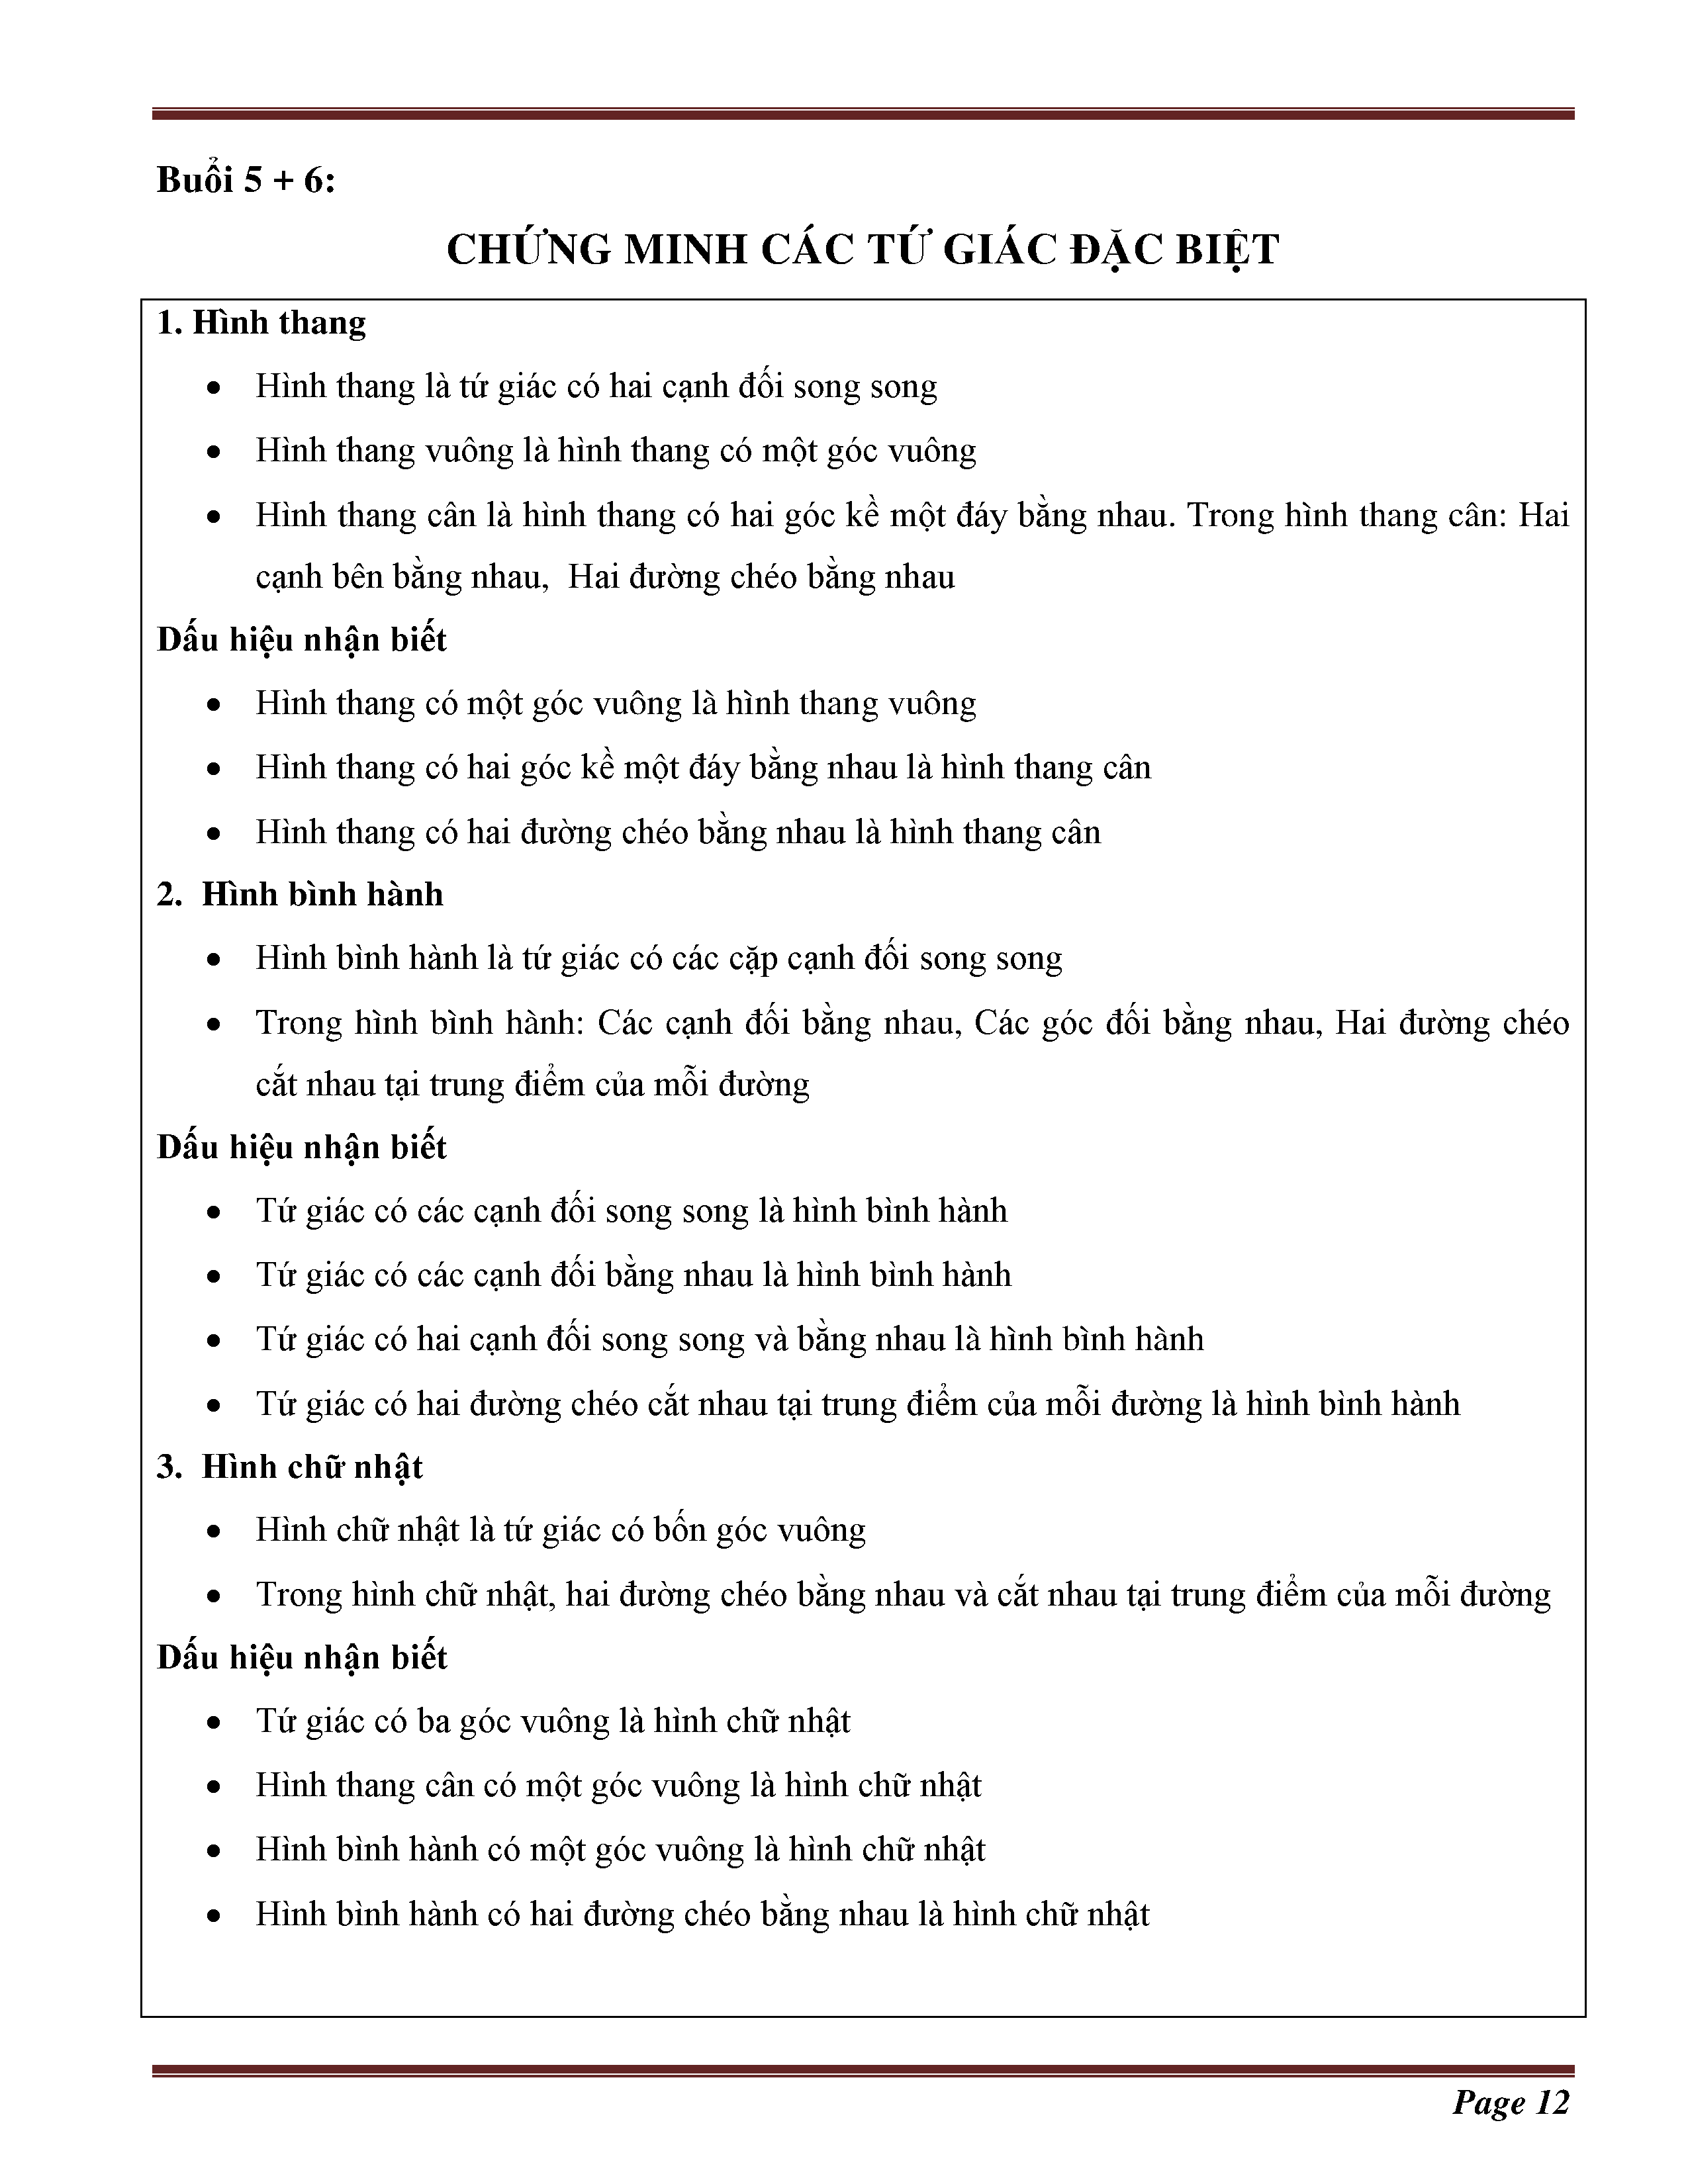 Buổi 5 + 6:
CHỨNG MINH CÁC TỨ GIÁC ĐẶC BIỆT
1. Hình thang
• Hình thang là tứ giác có hai cạnh đối song song
• Hình thang vuông là hình thang có một góc vuông
• Hình thang cân là hình thang có hai góc kề một đáy bằng nhau. Trong hình thang cân: Hai
cạnh bên bằng nhau, Hai đường chéo bằng nhau
Dấu hiệu nhận biết
• Hình thang có một góc vuông là hình thang vuông
• Hình thang có hai góc kề một đáy bằng nhau là hình thang cân
• Hình thang có hai đường chéo bằng nhau là hình thang cân
2. Hình bình hành
• Hình bình hành là tứ giác có các cặp cạnh đối song song
• Trong hình bình hành: Các cạnh đối bằng nhau, Các góc đối bằng nhau, Hai đường chéo
cắt nhau tại trung điểm của mỗi đường
Dấu hiệu nhận biết
• Tứ giác có các cạnh đối song song là hình bình hành
• Tứ giác có các cạnh đối bằng nhau là hình bình hành
• Tứ giác có hai cạnh đối song song và bằng nhau là hình bình hành
• Tứ giác có hai đường chéo cắt nhau tại trung điểm của mỗi đường là hình bình hành
3. Hình chữ nhật
• Hình chữ nhật là tứ giác có bốn góc vuông
• Trong hình chữ nhật, hai đường chéo bằng nhau và cắt nhau tại trung điểm của mỗi đường
Dấu hiệu nhận biết
• Tứ giác có ba góc vuông là hình chữ nhật
• Hình thang cân có một góc vuông là hình chữ nhật
• Hình bình hành có một góc vuông là hình chữ nhật
• Hình bình hành có hai đường chéo bằng nhau là hình chữ nhật
Page 12